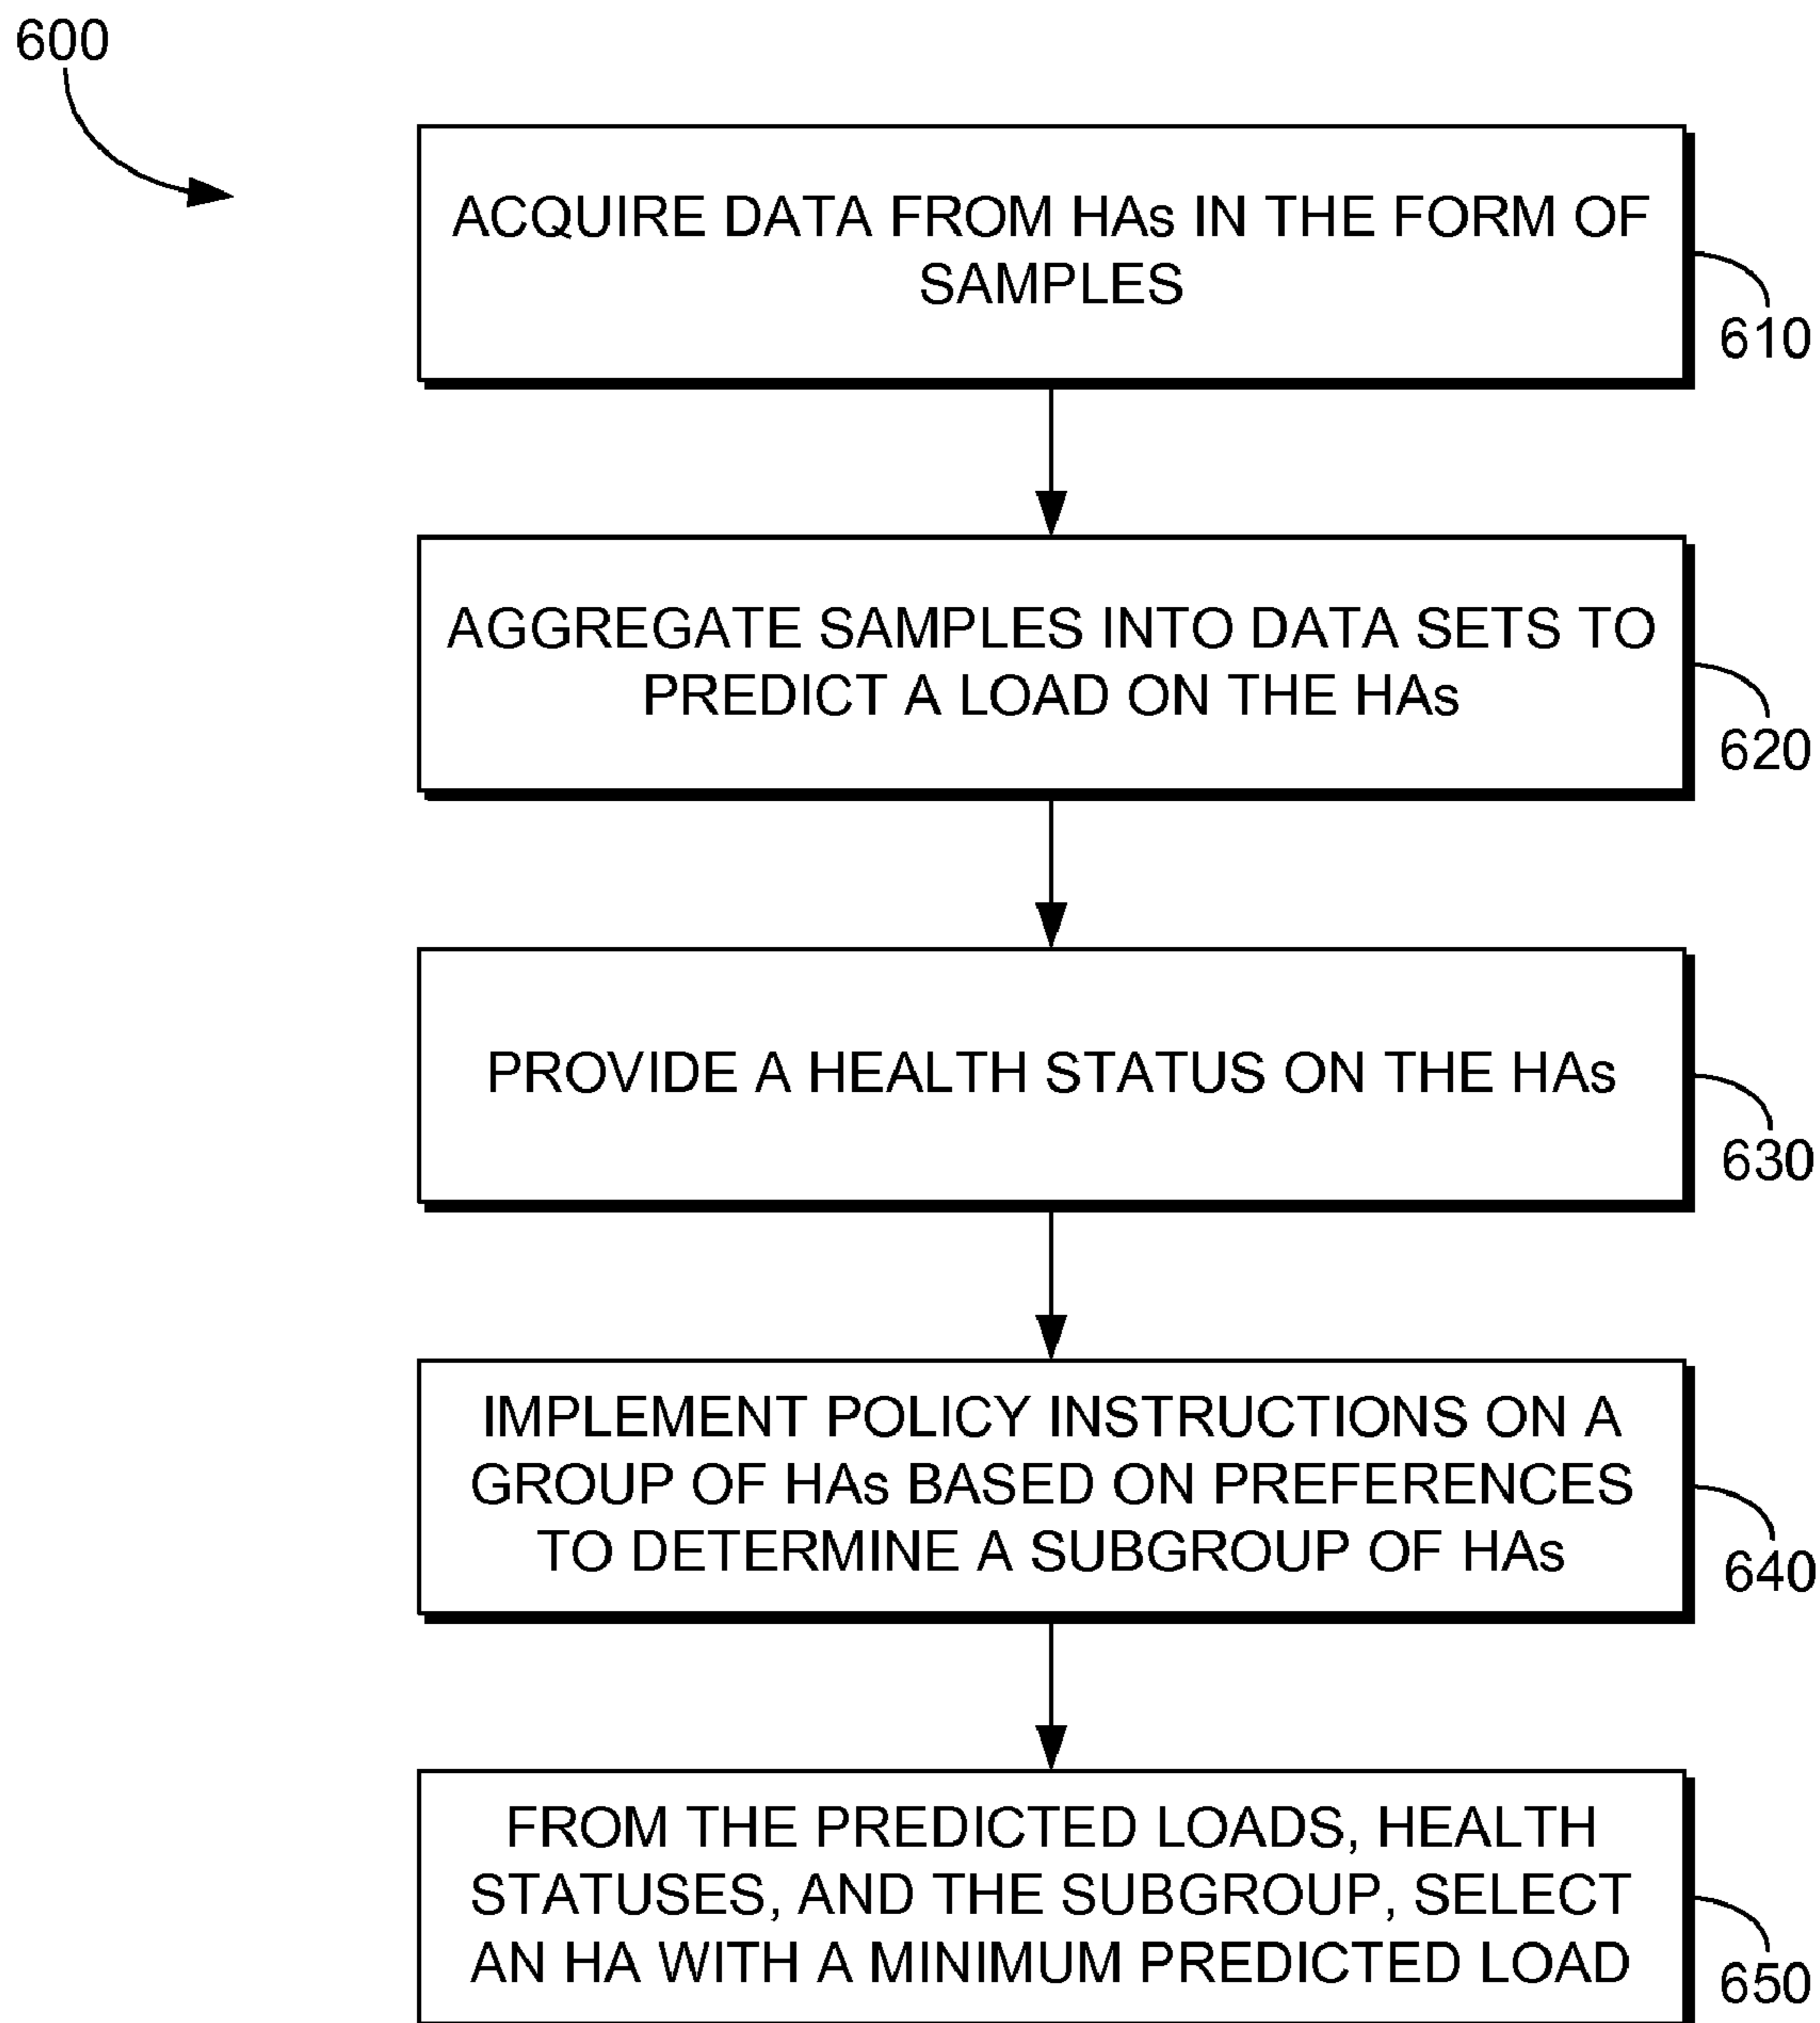 600
ACQUIRE DATA FROM HAs IN THE FORM OF
SAMPLES
610
AGGREGATE SAMPLES INTO DATA SETS TO
PREDICT A LOAD ON THE HAs
620
PROVIDE A HEALTH STATUS ON THE HAs
630
IMPLEMENT POLICY INSTRUCTIONS ON A
GROUP OF HAs BASED ON PREFERENCES
TO DETERMINE A SUBGROUP OF HAs
640
FROM THE PREDICTED LOADS, HEALTH
STATUSES, AND THE SUBGROUP, SELECT
AN HA WITH A MINIMUM PREDICTED LOAD
650